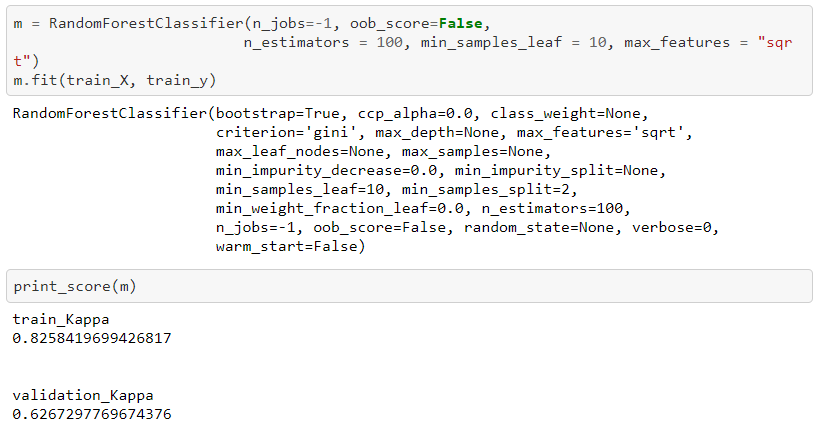 m = RandomForestClassifier(n_jobs=-1, oob_score=False,
n_estimators = 100, min_samples_leaf = 10, max_features = "sqr
t")
m.fit(train_X, train_y)
RandomForestClassifier(bootstrap=True, ccp_alpha=0.0, class_weight=None,
criterion='gini', max_depth=None, max_features='sqrt',
max_leaf_nodes=None, max_samples=None,
min_impurity_decrease=0.0, min_impurity_split=None,
min_samples_leaf=10, min_samples_split=2,
min_weight_fraction_leaf=0.0, n_estimators=100,
n_jobs=-1, oob_score=False, random_state=None, verbose=0,
warm_start=False)
print_score(m)
train_Kappa
0.8258419699426817
validation_Kappa
0.6267297769674376